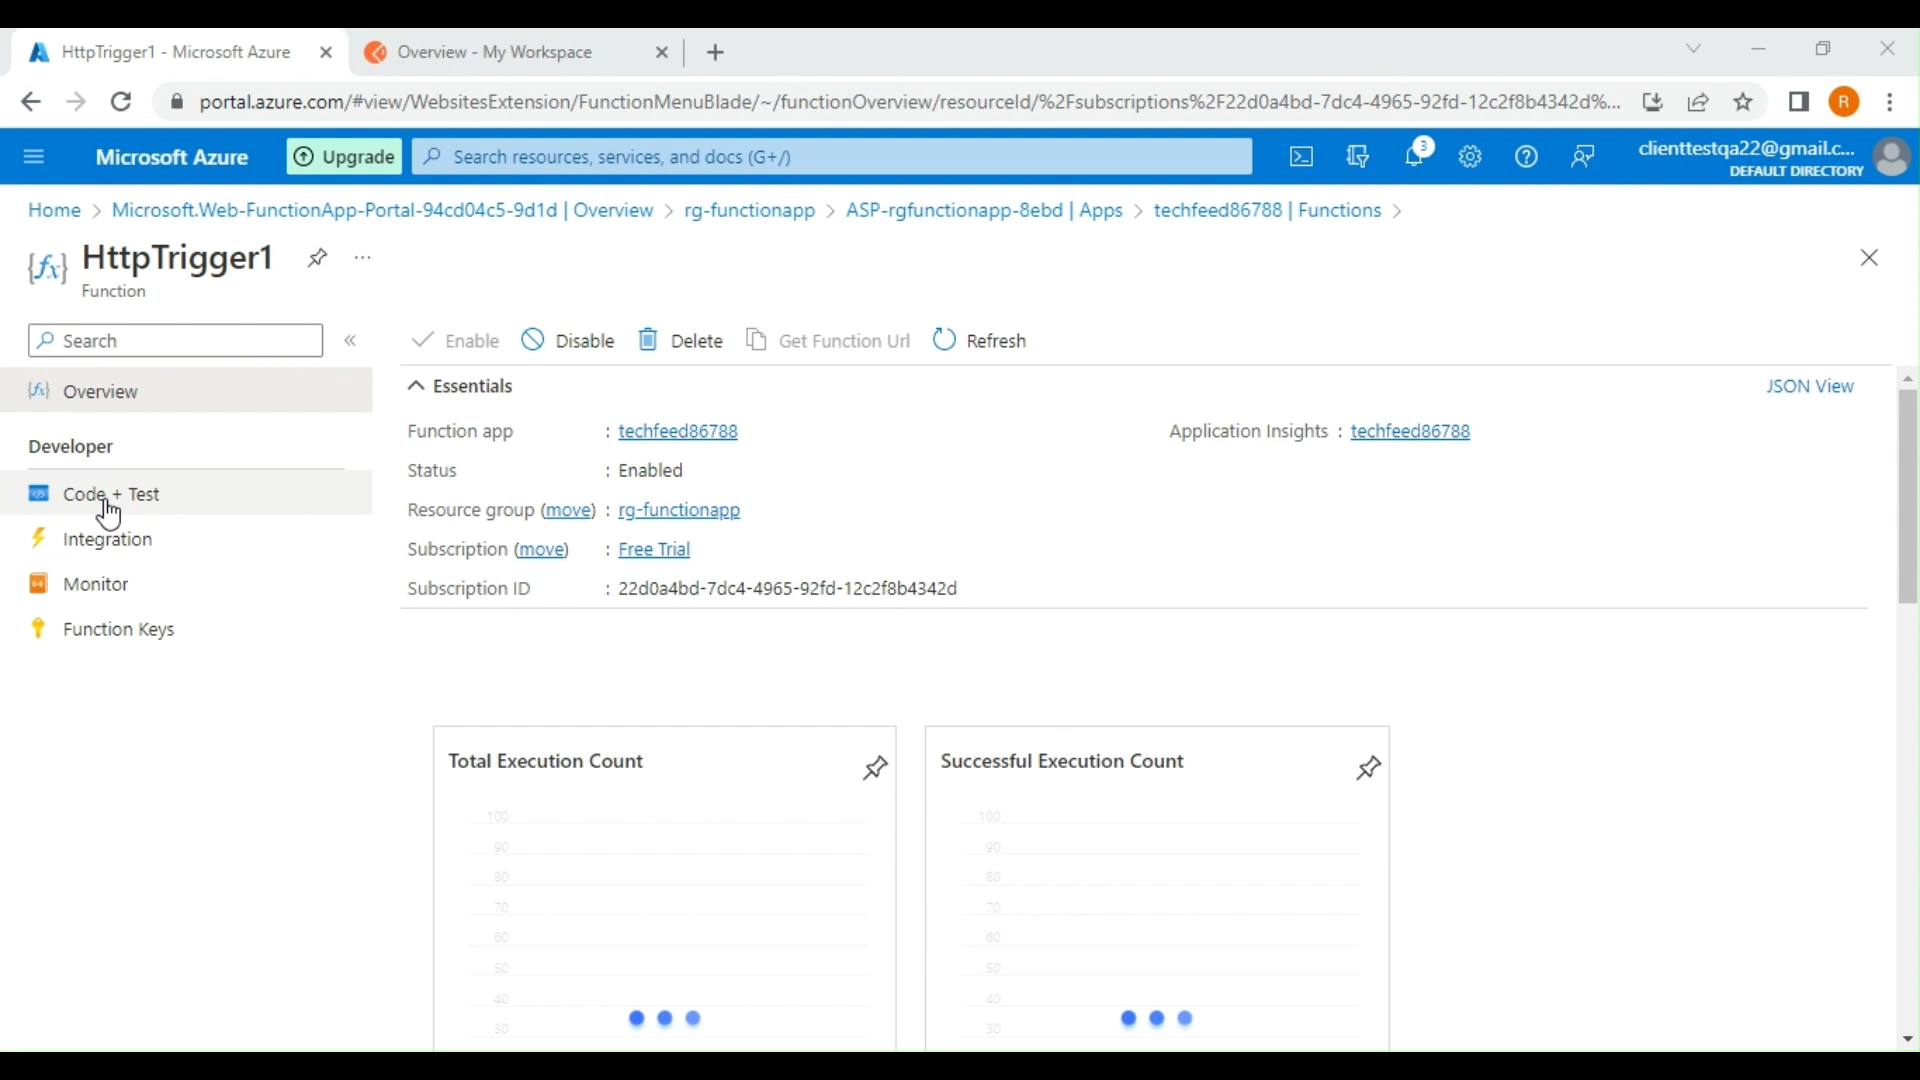 HttpTrigger1 - Microsoft Azure
Overview - My Workspace
portal.azure.com/#view/WebsitesExtension/FunctionMenuBlade/~/functionOverview/resourceId/%2Fsubscriptions%2F22d0a4bd-7dc4-4965-92fd-12c2f8b4342d%...
R
Microsoft Azure
Upgrade
Search resources, services, and docs (G+/)
3
clienttestqa22@gmail.c...
DEFAULT DIRECTORY
Home > Microsoft.Web-FunctionApp-Portal-94cd04c5-9d1d | Overview > rg-functionapp > ASP-rgfunctionapp-8ebd | Apps > techfeed86788 | Functions >
{fx} HttpTrigger1 ...
Function
Search «
Enable Disable Delete Get Function Url Refresh
{fx} Overview
Developer
Code + Test
Integration
Monitor
Function Keys
Essentials
JSON View
Function app : techfeed86788
Application Insights : techfeed86788
Status : Enabled
Resource group (move) : rg-functionapp
Subscription (move) : Free Trial
Subscription ID : 22d0a4bd-7dc4-4965-92fd-12c2f8b4342d
Total Execution Count
100
90
80
70
60
50
40
30
Successful Execution Count
100
90
80
70
60
50
40
30